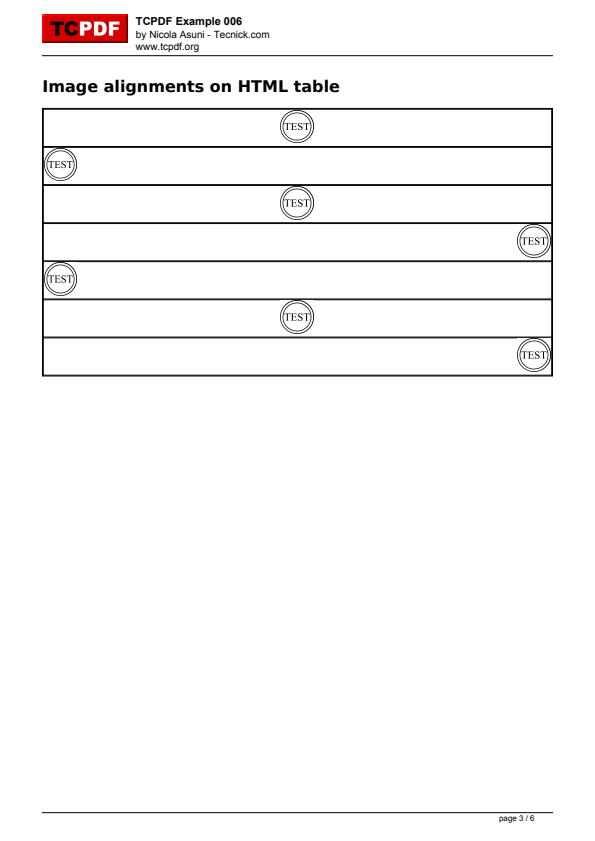 TCPDF
TCPDF Example 006
by Nicola Asuni - Tecnick.com
www.tcpdf.org
Image alignments on HTML table
TEST
TEST
TEST
TEST
TEST
TEST
TEST
page 3 / 6